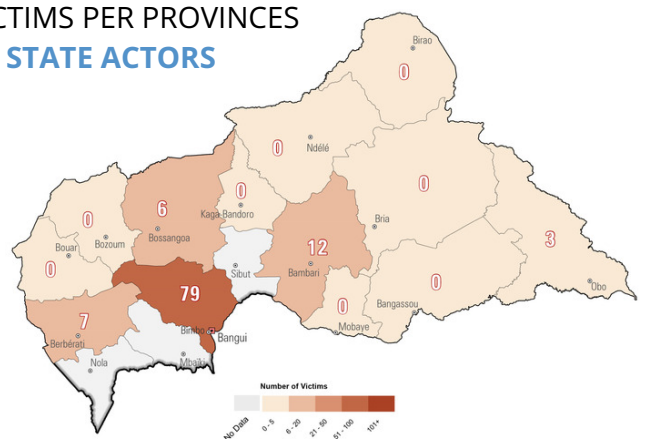 CTIMS PER PROVINCES
STATE ACTORS
Birao
0
0
Ndélé
0
0
Kaga Bandoro
6
Bossangoa
0
Bozoum
Bouar
0
Bria
3
Obo
12
Bambari
Sibut
0
Bangassou
79
0
Mobaye
7
Berbérati
Bimbo
Bangui
Mbaïki
Nola
Number of Victims
No Data
0 - 5
6 - 20
21 - 50
51 - 100
101+